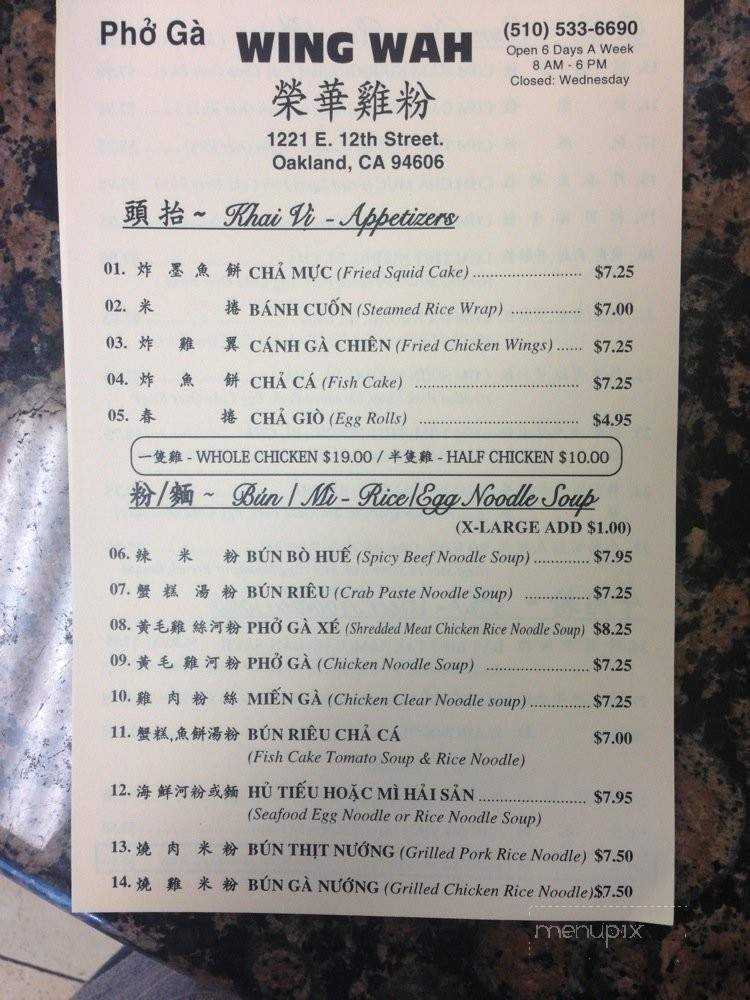 Phở Gà
WING WAH
(510) 533-6690
Open 6 Days A Week
8 AM - 6 PM
Closed: Wednesday
榮華雞粉
1221 E. 12th Street.
Oakland, CA 94606
頭抬~ Khai Vi - Appetizers
01. 炸墨魚餅 CHẢ MỰC (Fried Squid Cake) .......................... $7.25
02. 米捲 BÁNH CUỐN (Steamed Rice Wrap) ................. $7.00
03. 炸雞翼 CÁNH GÀ CHIÊN (Fried Chicken Wings) ...... $7.25
04. 炸魚餅 CHẢ CÁ (Fish Cake) ....................................... $7.25
05. 春捲 CHẢ GIÒ (Egg Rolls) ...................................... $4.95
一隻雞 - WHOLE CHICKEN $19.00 / 半隻雞 - HALF CHICKEN $10.00
粉/麵~ Bún / Mì - Rice/Egg Noodle Soup
(X-LARGE ADD $1.00)
06. 辣米粉 BÚN BÒ HUẾ (Spicy Beef Noodle Soup) ............. $7.95
07. 蟹糕湯粉 BÚN RIÊU (Crab Paste Noodle Soup) ............... $7.25
08. 黃毛雞絲河粉 PHỞ GÀ XÉ (Shredded Meat Chicken Rice Noodle Soup) $8.25
09. 黃毛雞河粉 PHỞ GÀ (Chicken Noodle Soup) ........................ $7.25
10. 雞肉粉絲 MIẾN GÀ (Chicken Clear Noodle soup) .............. $7.25
11. 蟹糕,魚餅湯粉 BÚN RIÊU CHẢ CÁ $7.00
(Fish Cake Tomato Soup & Rice Noodle)
12. 海鮮河粉或麵 HỦ TIẾU HOẶC MÌ HẢI SẢN .......................... $7.95
(Seafood Egg Noodle or Rice Noodle Soup)
13. 燒肉米粉 BÚN THỊT NƯỚNG (Grilled Pork Rice Noodle) $7.50
14. 燒雞米粉 BÚN GÀ NƯỚNG (Grilled Chicken Rice Noodle)$7.50
menupix